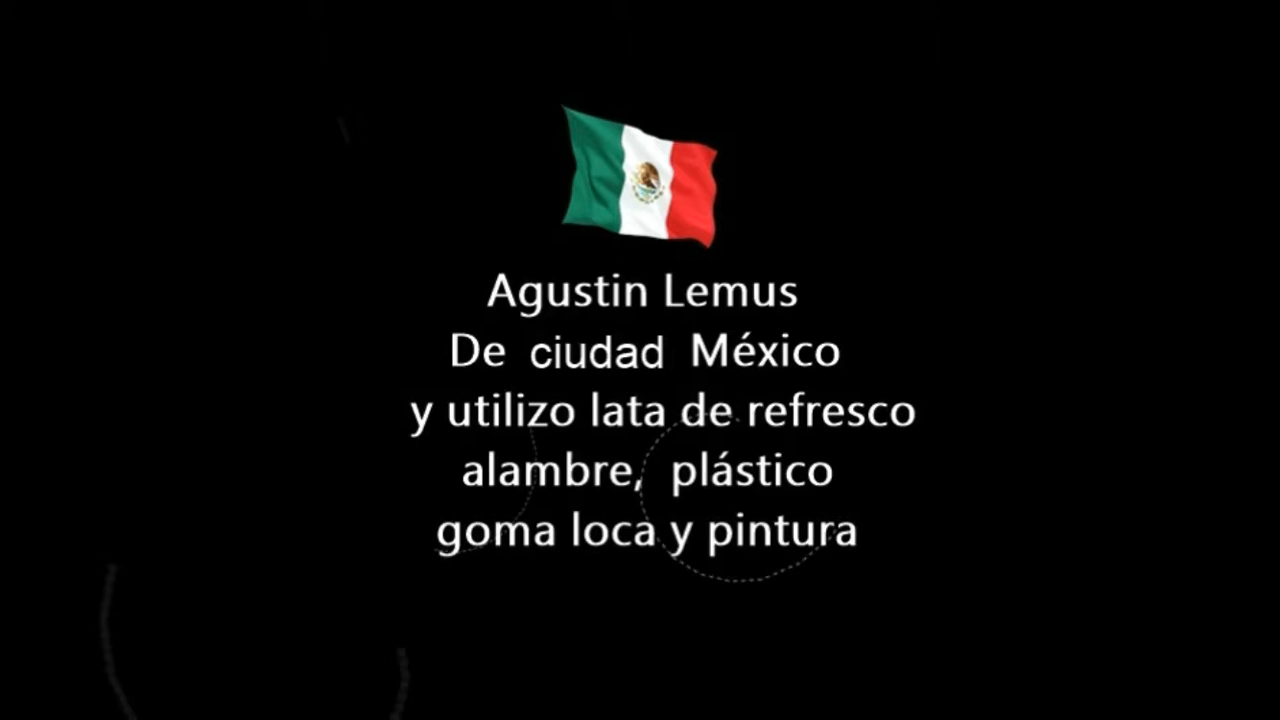 Agustin Lemus
De ciudad México
y utilizo lata de refresco
alambre, plástico
goma loca y pintura